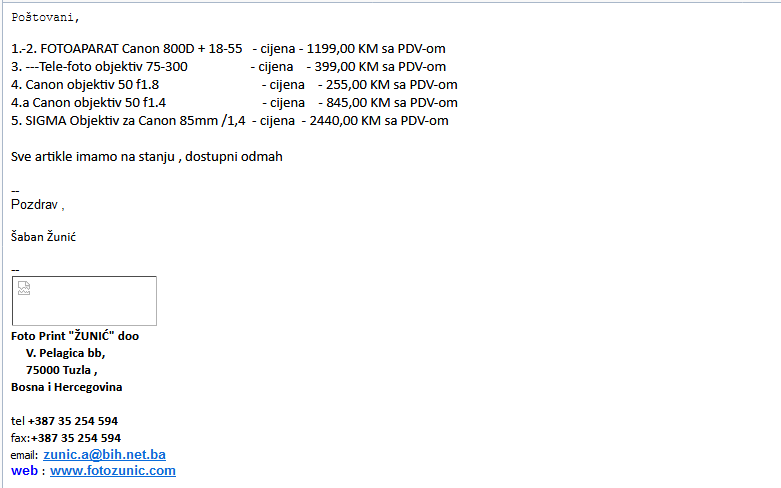 Poštovani,
1.-2. FOTOAPARAT Canon 800D + 18-55 - cijena - 1199,00 KM sa PDV-om
3. ---Tele-foto objektiv 75-300 - cijena - 399,00 KM sa PDV-om
4. Canon objektiv 50 f1.8 - cijena - 255,00 KM sa PDV-om
4.a Canon objektiv 50 f1.4 - cijena - 845,00 KM sa PDV-om
5. SIGMA Objektiv za Canon 85mm /1,4 - cijena - 2440,00 KM sa PDV-om
Sve artikle imamo na stanju , dostupni odmah
--
Pozdrav ,
Šaban Žunić
--
Foto Print "ŽUNIĆ" doo
V. Pelagica bb,
75000 Tuzla ,
Bosna i Hercegovina
tel +387 35 254 594
fax:+387 35 254 594
email: zunic.a@bih.net.ba
web : www.fotozunic.com